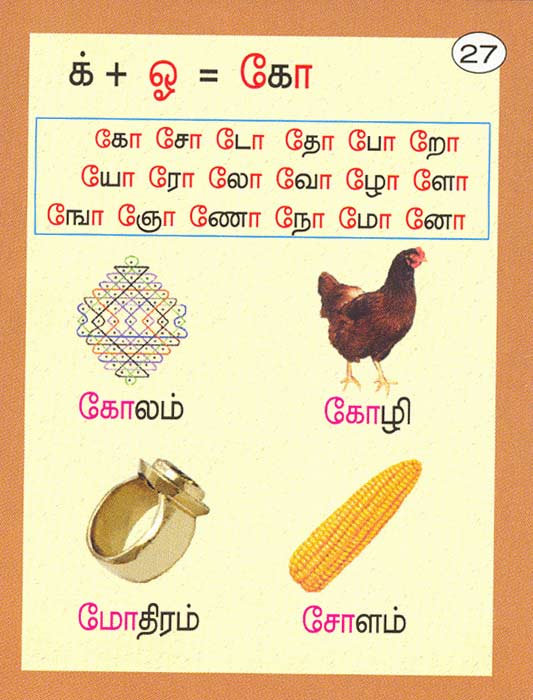 27
க் + ஓ = கோ
கோ சோ டோ தோ போ றோ
யோ ரோ லோ வோ ழோ ளோ
ஙோ ஞோ ணோ நோ மோ னோ
கோலம் கோழி
மோதிரம் சோளம்